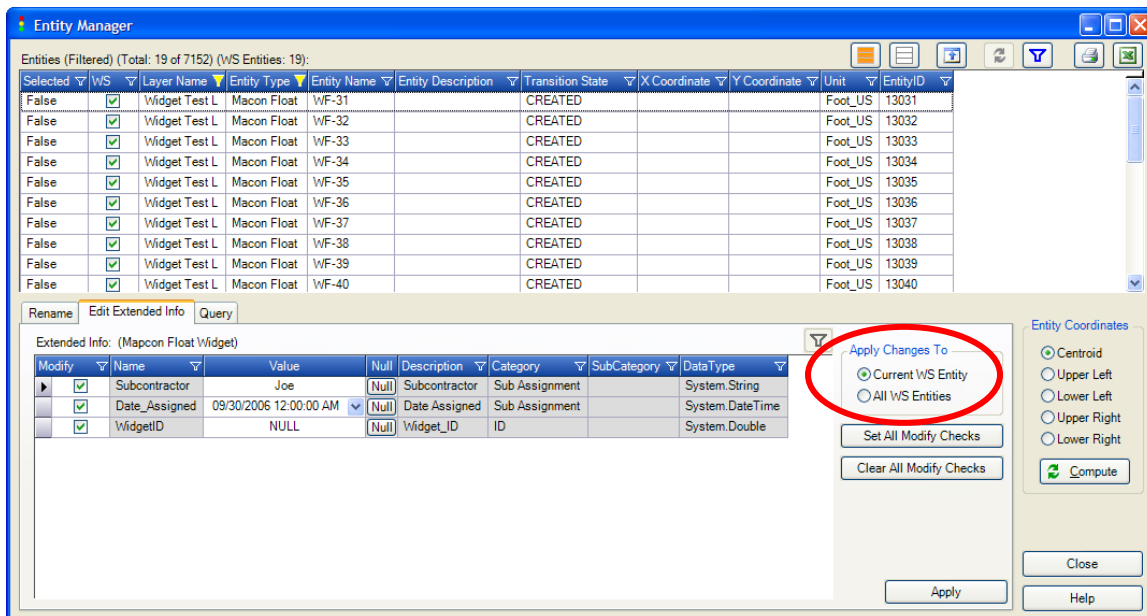 Entity Manager
Entities (Filtered) (Total: 19 of 7152) (WS Entities: 19):
Selected WS Layer Name Entity Type Entity Name Entity Description Transition State X Coordinate Y Coordinate Unit EntityID
False Widget Test L Macon Float WF-31 CREATED Foot_US 13031
False Widget Test L Macon Float WF-32 CREATED Foot_US 13032
False Widget Test L Macon Float WF-33 CREATED Foot_US 13033
False Widget Test L Macon Float WF-34 CREATED Foot_US 13034
False Widget Test L Macon Float WF-35 CREATED Foot_US 13035
False Widget Test L Macon Float WF-36 CREATED Foot_US 13036
False Widget Test L Macon Float WF-37 CREATED Foot_US 13037
False Widget Test L Macon Float WF-38 CREATED Foot_US 13038
False Widget Test L Macon Float WF-39 CREATED Foot_US 13039
False Widget Test L Macon Float WF-40 CREATED Foot_US 13040
Rename Edit Extended Info Query
Extended Info: (Mapcon Float Widget)
Modify Name Value Null Description Category SubCategory DataType
Subcontractor Joe Null Subcontractor Sub Assignment System.String
Date_Assigned 09/30/2006 12:00:00 AM Null Date Assigned Sub Assignment System.DateTime
WidgetID NULL Null Widget_ID ID System.Double
Apply Changes To
Current WS Entity
All WS Entities
Set All Modify Checks
Clear All Modify Checks
Apply
Entity Coordinates
Centroid
Upper Left
Lower Left
Upper Right
Lower Right
Compute
Close
Help